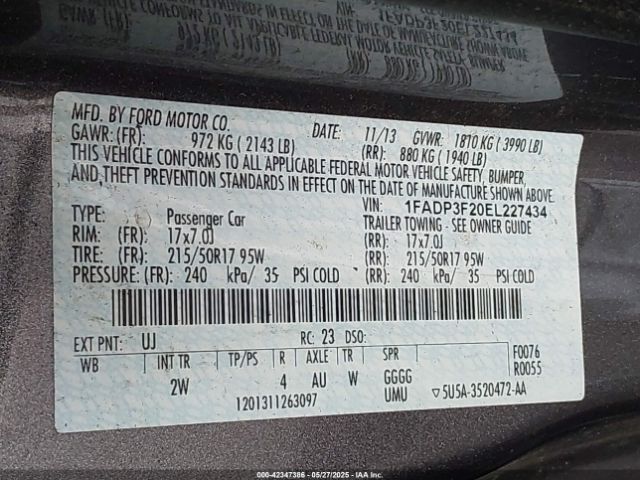 MFD. BY FORD MOTOR CO.
DATE: 11/13 GVWR: 1810 KG ( 3990 LB)
GAWR: (FR): 972 KG ( 2143 LB) (RR): 880 KG ( 1940 LB)
THIS VEHICLE CONFORMS TO ALL APPLICABLE FEDERAL MOTOR VEHICLE SAFETY, BUMPER,
AND,THEFT PREVENTION STANDARDS IN EFFECT ON THE DATE OF MANUFACTURE SHOWN ABOVE.
VIN: 1FADP3F20EL227434
TYPE: Passenger Car TRAILER TOWING - SEE OWNER GUIDE
RIM: (FR): 17x7.0J (RR): 17x7.0J
TIRE: (FR): 215/50R17 95W (RR): 215/50R17 95W
PRESSURE: (FR): 240 kPa/ 35 PSI COLD (RR): 240 kPa/ 35 PSI COLD
EXT PNT: UJ RC: 23 DSO: F0076
WB INT TR TP/PS R AXLE TR SPR R0055
2W 4 AU W GGGG
1201311263097 UMU 5U5A-3520472-AA
000-42347386 - 05/27/2025 - IAA